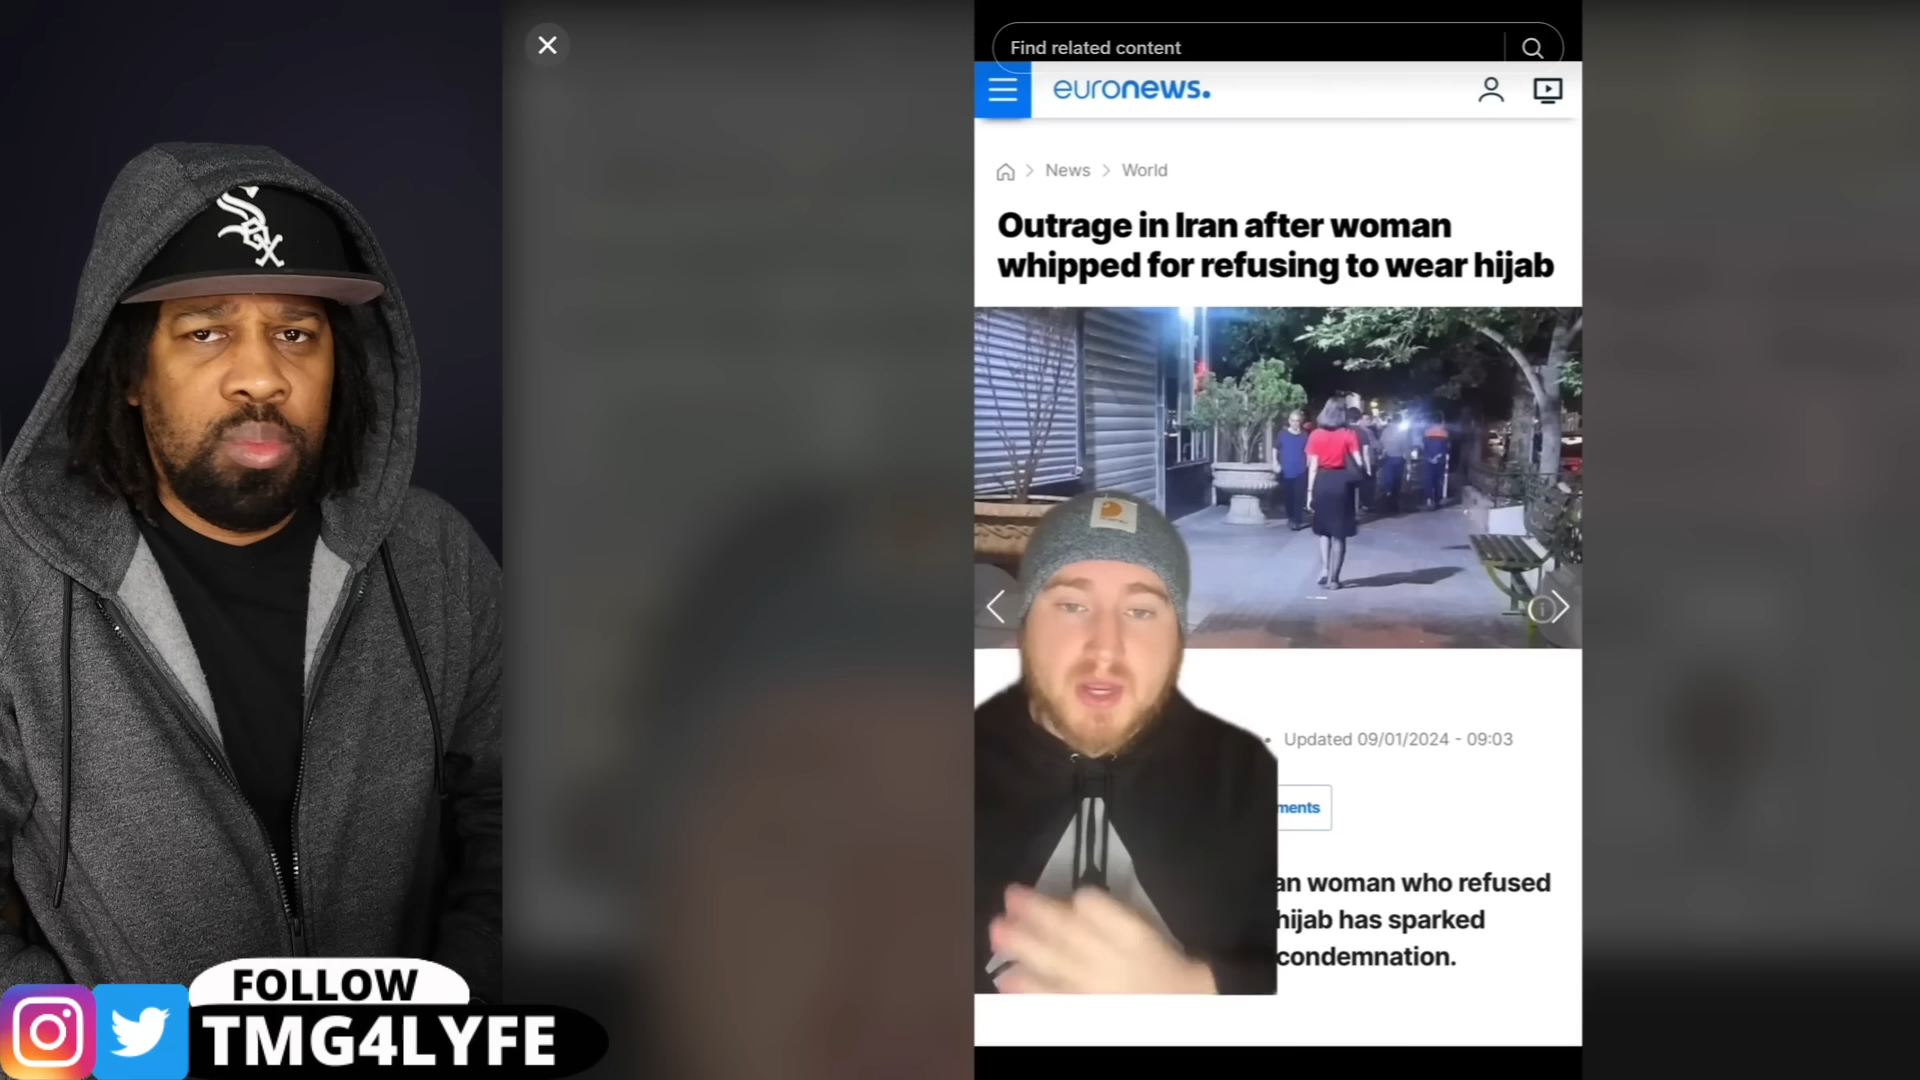 Find related content
euronews.
News
World
Outrage in Iran after woman
whipped for refusing to wear hijab
Updated 09/01/2024 - 09:03
ments
an woman who refused
hijab has sparked
condemnation.
FOLLOW
TMG4LYFE